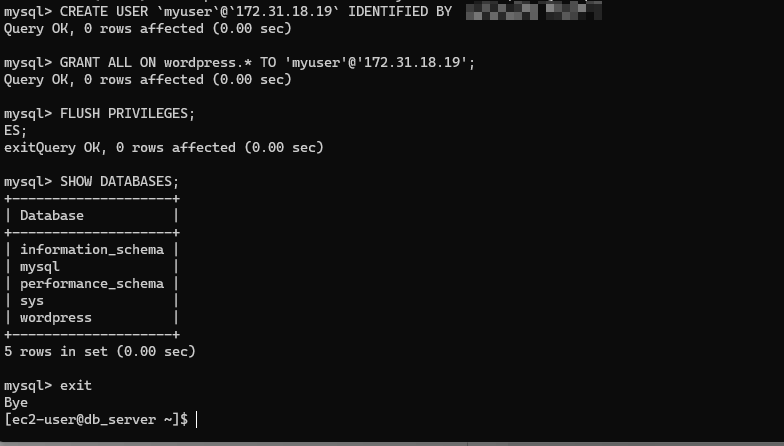 mysql> CREATE USER `myuser`@`172.31.18.19` IDENTIFIED BY
Query OK, 0 rows affected (0.00 sec)
mysql> GRANT ALL ON wordpress.* TO 'myuser'@'172.31.18.19';
Query OK, 0 rows affected (0.00 sec)
mysql> FLUSH PRIVILEGES;
ES;
exitQuery OK, 0 rows affected (0.00 sec)
mysql> SHOW DATABASES;
+--------------------+
| Database           |
+--------------------+
| information_schema |
| mysql              |
| performance_schema |
| sys                |
| wordpress          |
+--------------------+
5 rows in set (0.00 sec)
mysql> exit
Bye
[ec2-user@db_server ~]$